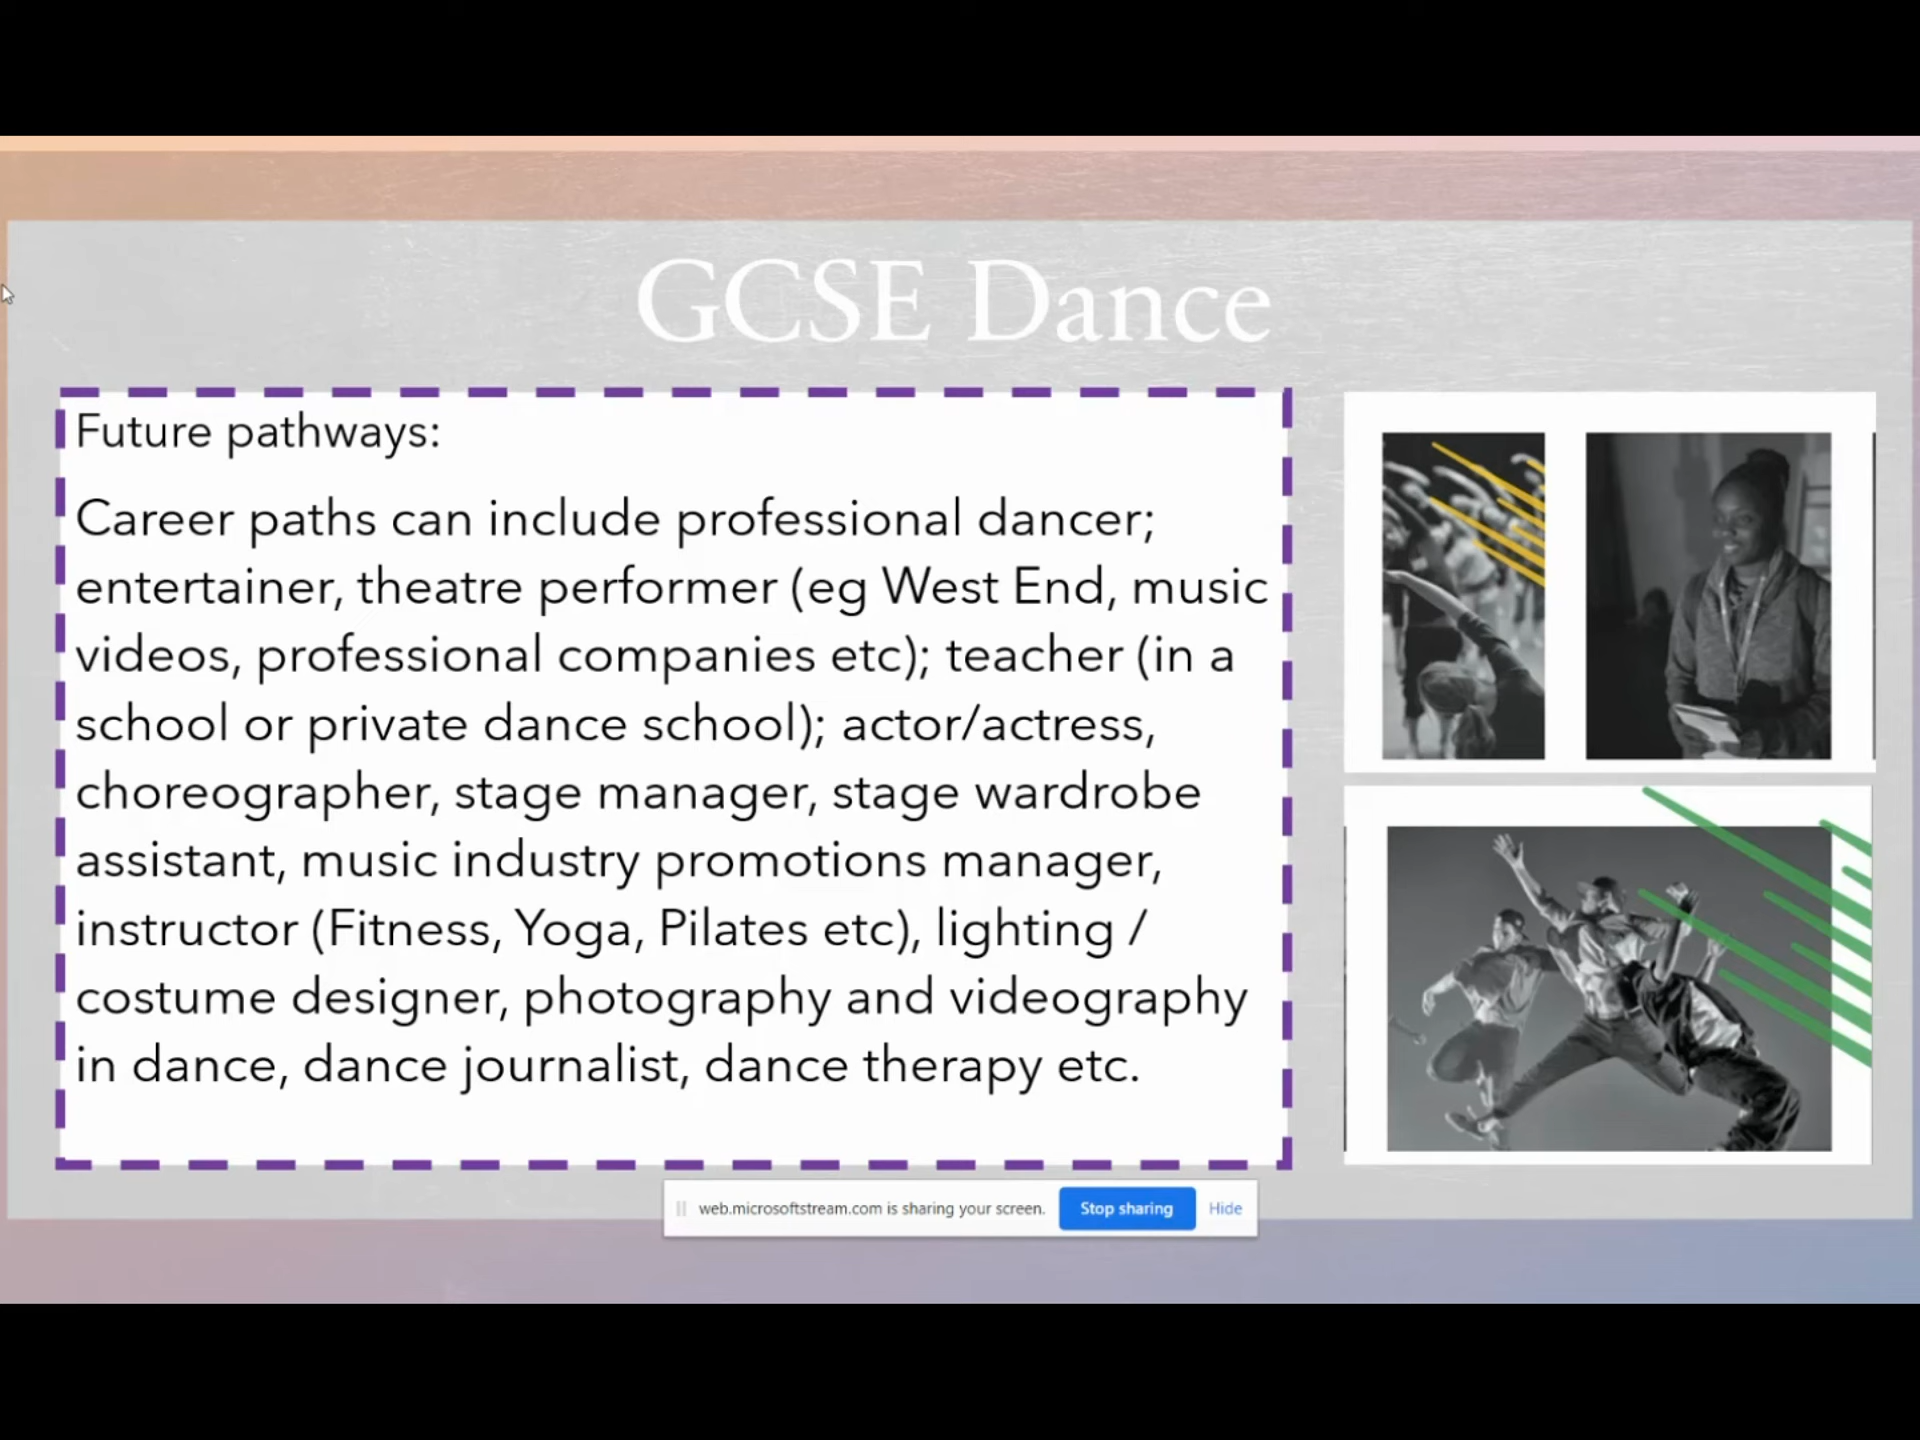 GCSE Dance
Future pathways:
Career paths can include professional dancer;
entertainer, theatre performer (eg West End, music
videos, professional companies etc); teacher (in a
school or private dance school); actor/actress,
choreographer, stage manager, stage wardrobe
assistant, music industry promotions manager,
instructor (Fitness, Yoga, Pilates etc), lighting /
costume designer, photography and videography
in dance, dance journalist, dance therapy etc.
web.microsoftstream.com is sharing your screen.
Stop sharing
Hide